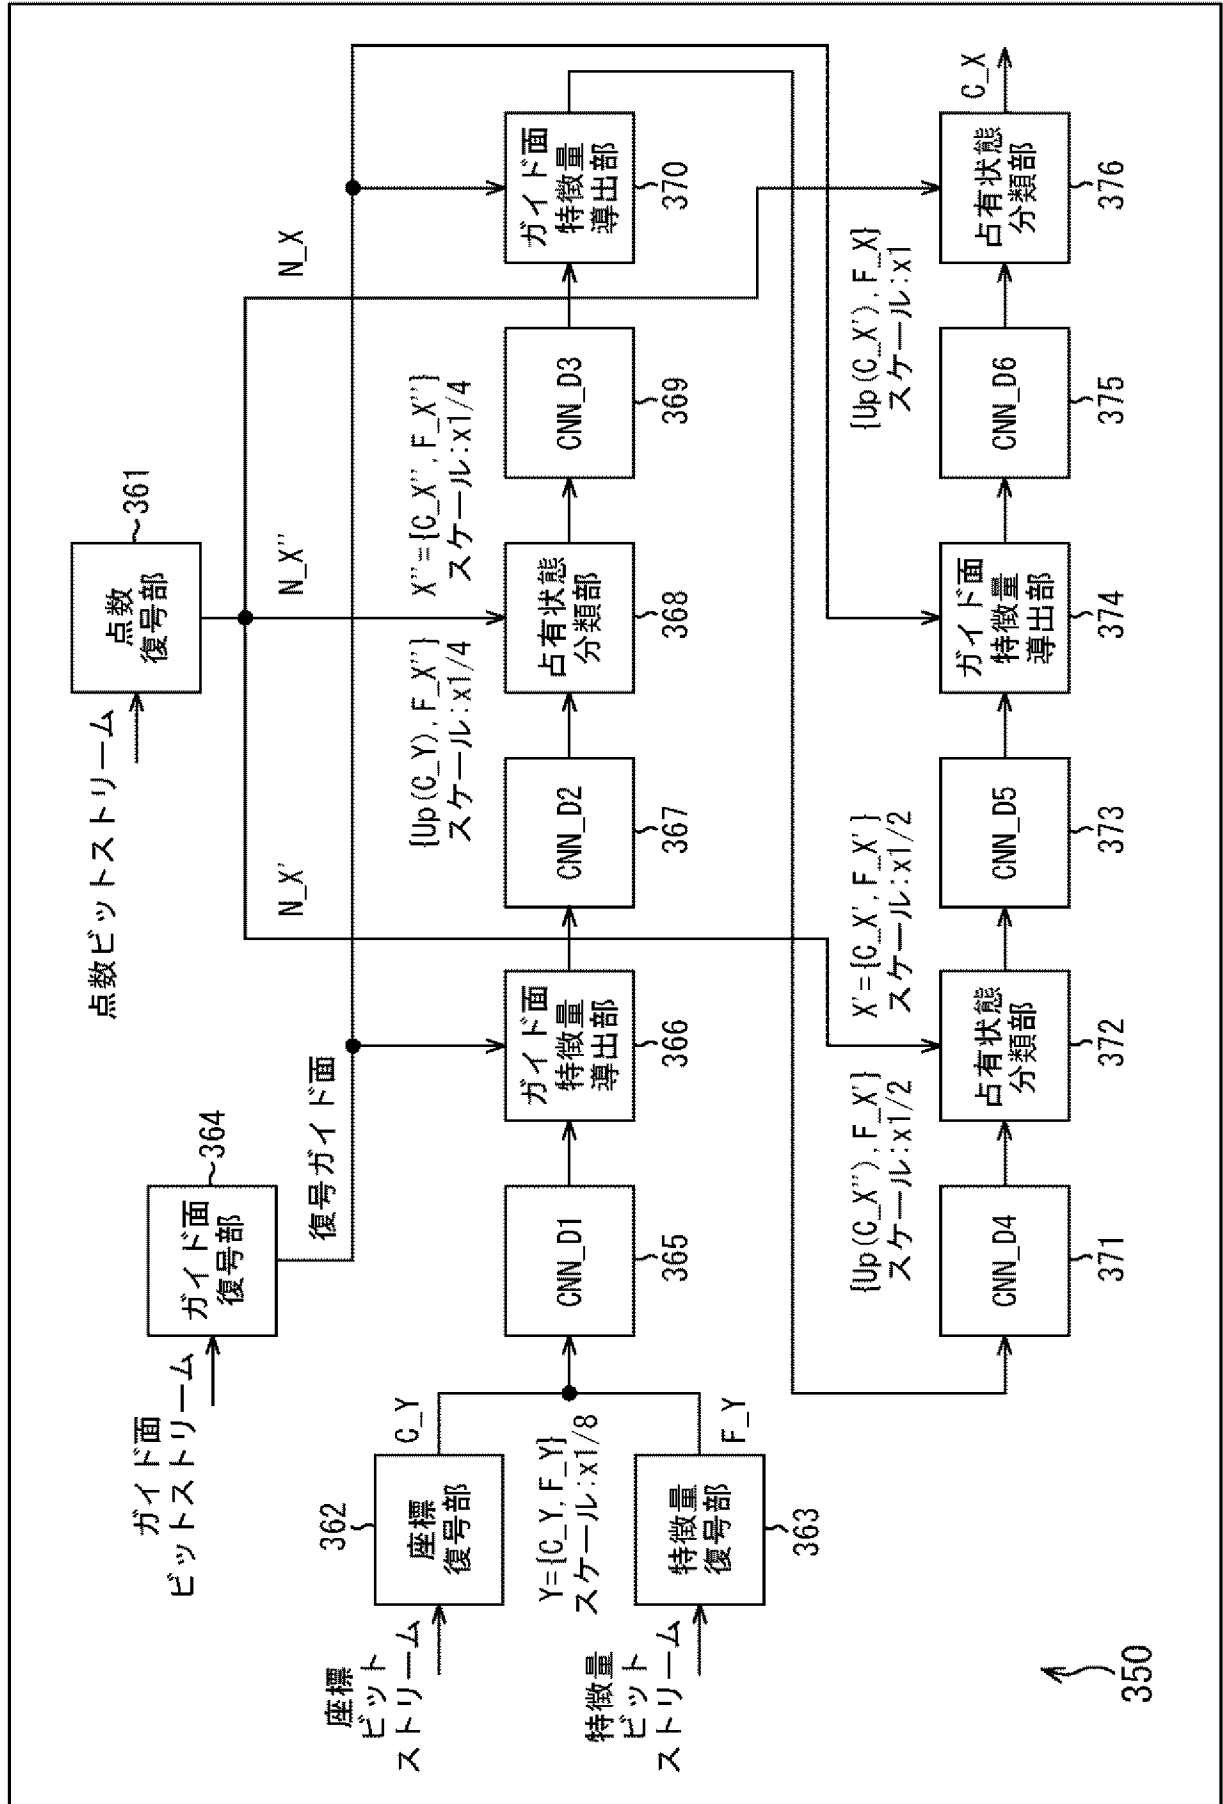 ガイド面
ビットストリーム
ガイド面
復号部
364
復号ガイド面
点数ビットストリーム
点数
復号部
361
N_X'
N_X''
N_X
座標
ビット
ストリーム
362
座標
復号部
C_Y
Y={C_Y, F_Y}
スケール:x1/8
特徴量
ビット
ストリーム
特徴量
復号部
363
F_Y
CNN_D1
365
ガイド面
特徴量
導出部
366
CNN_D2
367
{Up(C_Y), F_X''}
スケール:x1/4
占有状態
分類部
368
X''={C_X'', F_X''}
スケール:x1/4
CNN_D3
369
ガイド面
特徴量
導出部
370
CNN_D4
371
{Up(C_X''), F_X'}
スケール:x1/2
占有状態
分類部
372
X'={C_X', F_X'}
スケール:x1/2
CNN_D5
373
ガイド面
特徴量
導出部
374
CNN_D6
375
{Up(C_X'), F_X}
スケール:x1
占有状態
分類部
376
C_X
350